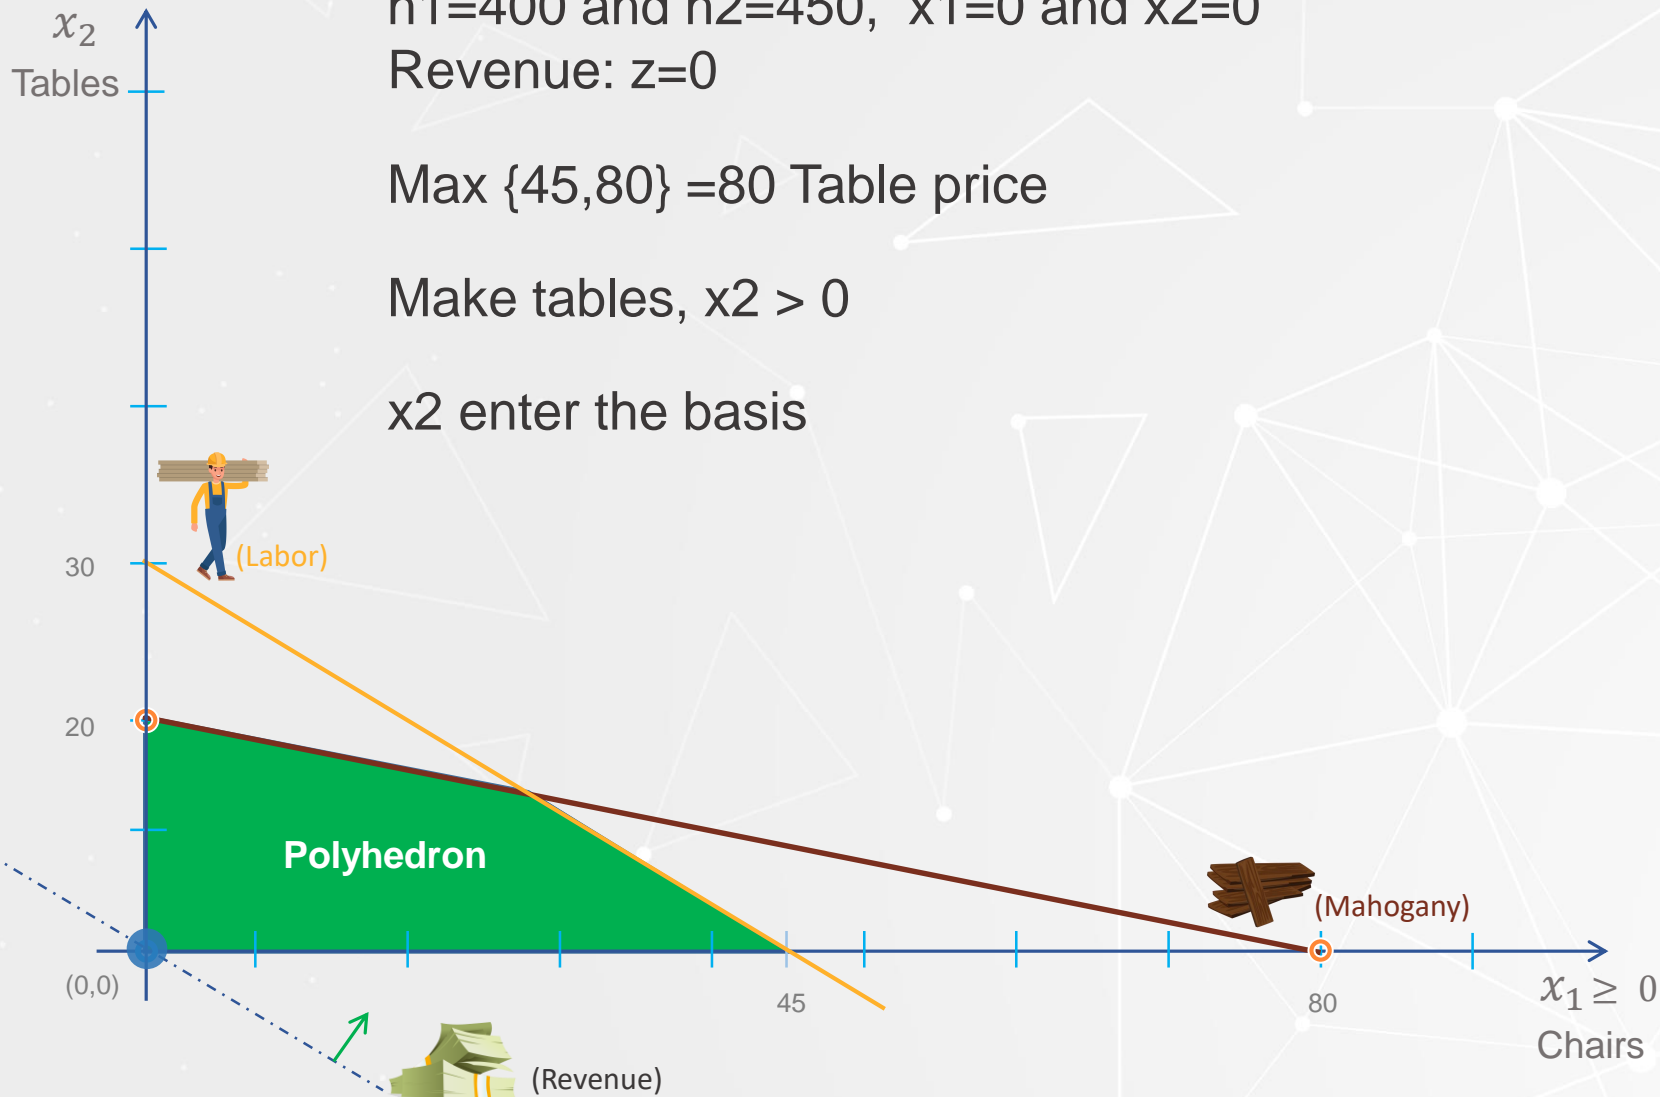 h1=400 and h2=450,  x1=0 and x2=0
Revenue: z=0
Max {45,80} =80 Table price
Make tables, x2 > 0
x2 enter the basis
x₂
Tables
(Labor)
30
20
Polyhedron
(Mahogany)
(0,0)
45
80
x₁ ≥ 0
Chairs
(Revenue)